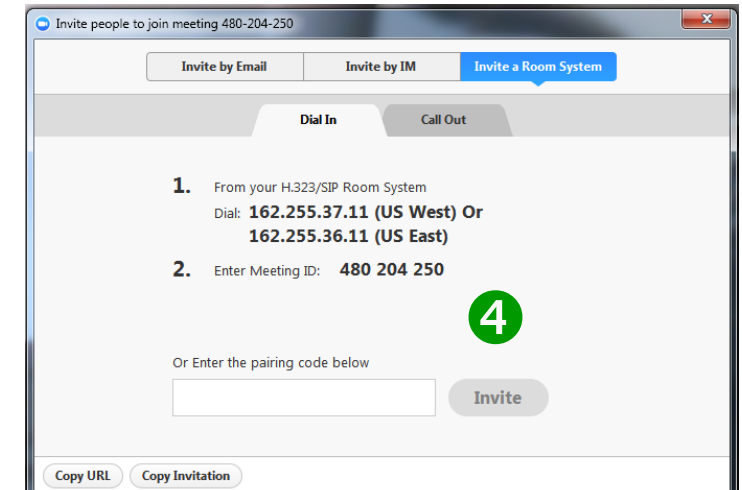 Invite people to join meeting 480-204-250
Invite by Email
Invite by IM
Invite a Room System
Dial In
Call Out
1. From your H.323/SIP Room System
Dial: 162.255.37.11 (US West) Or
162.255.36.11 (US East)
2. Enter Meeting ID: 480 204 250
4
Or Enter the pairing code below
Invite
Copy URL
Copy Invitation